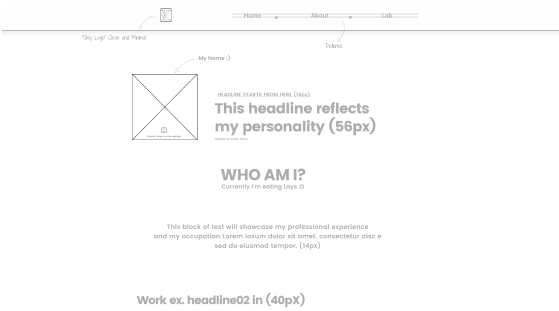 Home About Lab
"Only Logo" Clean and Minimal
Distance
My Name :)
HEADLINE STARTS FROM HERE (14px)
This headline reflects
my personality (56px)
WHO AM I?
Currently I'm eating Lays :D
This block of text will showcase my professional experience
and my occupation Lorem Iosum dolor sit amet, consectetur disc e
sed do eiusmod tempor. (14px)
Work ex. headline02 in (40pX)